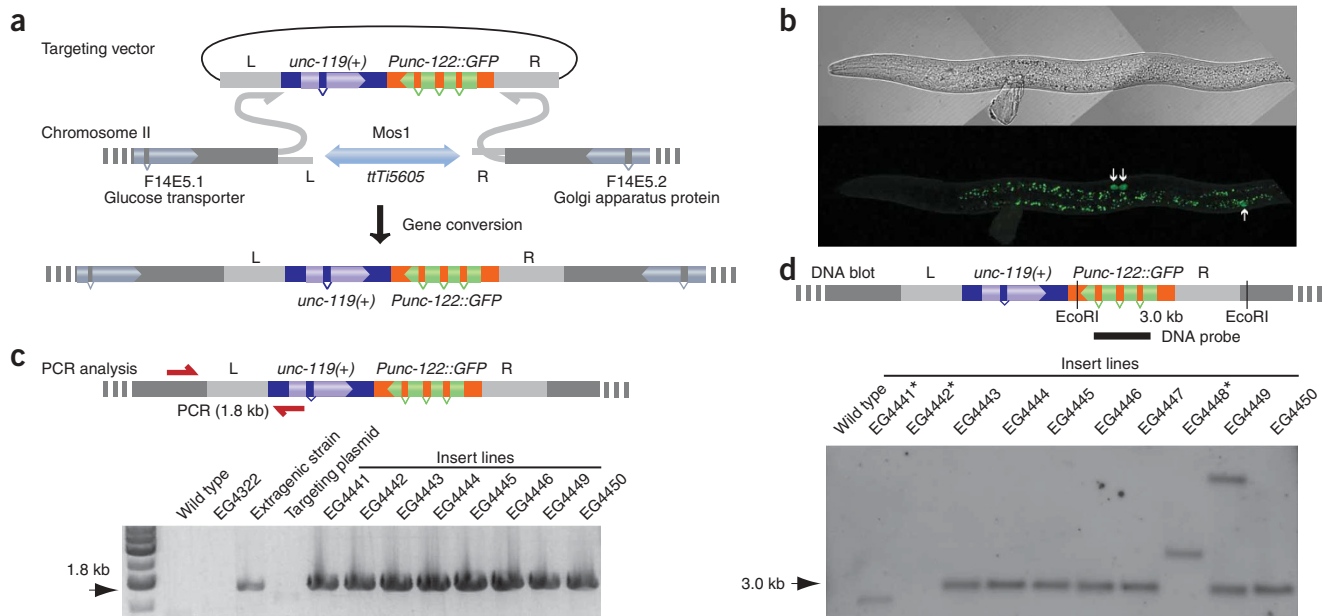 a
Targeting vector
L
unc-119(+)
Punc-122::GFP
R
Chromosome II
Mos1
F14E5.1
Glucose transporter
L
ttTi5605
R
F14E5.2
Golgi apparatus protein
Gene conversion
L
R
unc-119(+)
Punc-122::GFP
b
c
PCR analysis
L
unc-119(+)
Punc-122::GFP
R
PCR (1.8 kb)
Insert lines
Wild type
EG4322
Extragenic strain
Targeting plasmid
EG4441
EG4442
EG4443
EG4444
EG4445
EG4446
EG4449
EG4450
1.8 kb
d
DNA blot
L
unc-119(+)
Punc-122::GFP
R
EcoRI
3.0 kb
EcoRI
DNA probe
Insert lines
Wild type
EG4441*
EG4442*
EG4443
EG4444
EG4445
EG4446
EG4447
EG4448*
EG4449
EG4450
3.0 kb